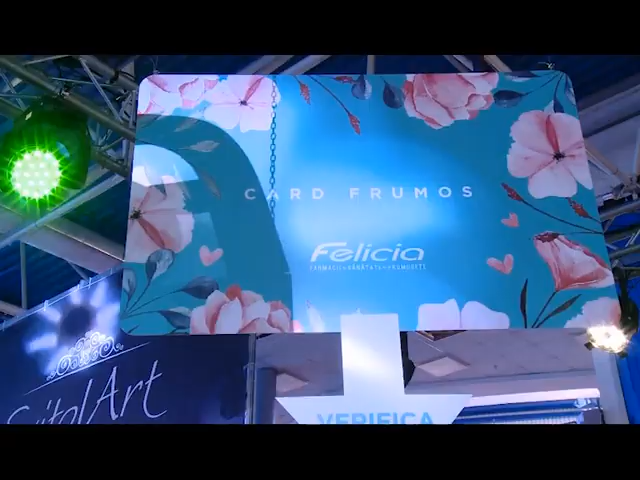 CARD FRUMOS
Felicia
FARMACII • SĂNĂTATE • FRUMUSEȚE
VERIFICA